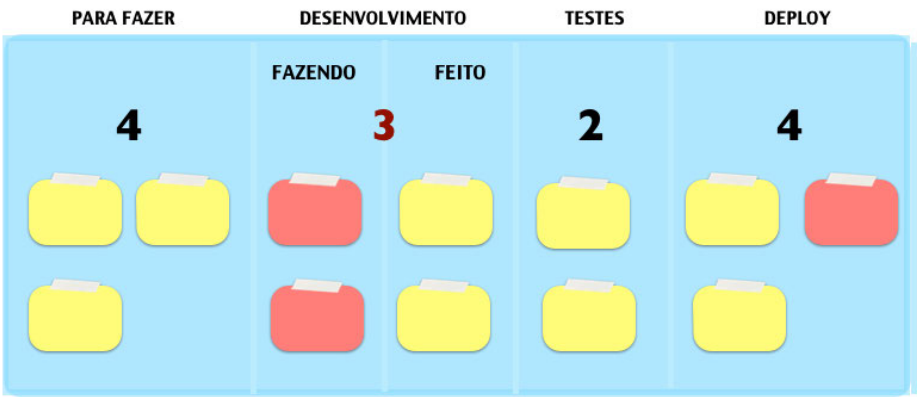 PARA FAZER DESENVOLVIMENTO TESTES DEPLOY
FAZENDO FEITO
4 3 2 4